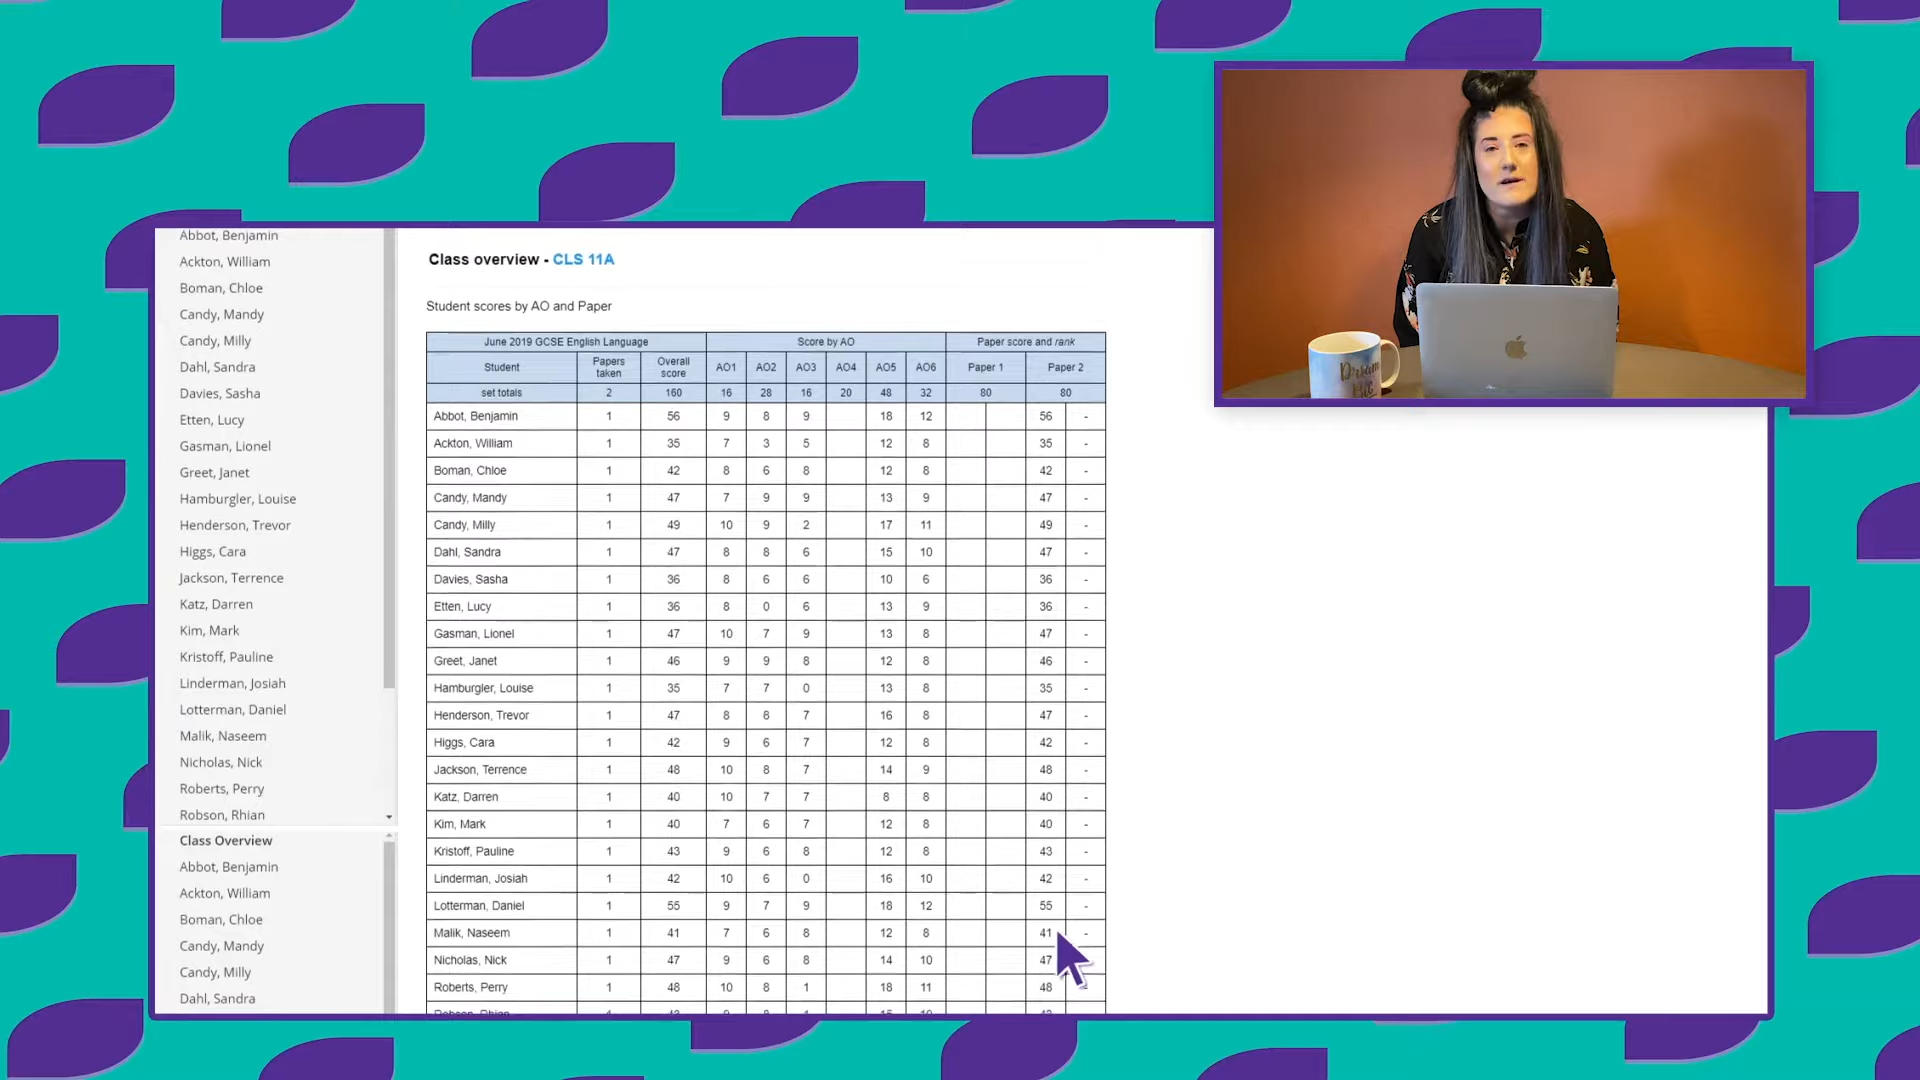 Abbot, Benjamin
Ackton, William
Boman, Chloe
Candy, Mandy
Candy, Milly
Dahl, Sandra
Davies, Sasha
Etten, Lucy
Gasman, Lionel
Greet, Janet
Hamburgler, Louise
Henderson, Trevor
Higgs, Cara
Jackson, Terrence
Katz, Darren
Kim, Mark
Kristoff, Pauline
Linderman, Josiah
Lotterman, Daniel
Malik, Naseem
Nicholas, Nick
Roberts, Perry
Robson, Rhian
Class Overview
Abbot, Benjamin
Ackton, William
Boman, Chloe
Candy, Mandy
Candy, Milly
Dahl, Sandra
Class overview - CLS 11A
Student scores by AO and Paper
June 2019 GCSE English Language Score by AO Paper score and rank
Student Papers taken Overall score AO1 AO2 AO3 AO4 AO5 AO6 Paper 1 Paper 2
set totals 2 160 16 28 16 20 48 32 80 80
Abbot, Benjamin 1 56 9 8 9 18 12 56 -
Ackton, William 1 35 7 3 5 12 8 35 -
Boman, Chloe 1 42 8 6 8 12 8 42 -
Candy, Mandy 1 47 7 9 9 13 9 47 -
Candy, Milly 1 49 10 9 2 17 11 49 -
Dahl, Sandra 1 47 8 8 6 15 10 47 -
Davies, Sasha 1 36 8 6 6 10 6 36 -
Etten, Lucy 1 36 8 0 6 13 9 36 -
Gasman, Lionel 1 47 10 7 9 13 8 47 -
Greet, Janet 1 46 9 9 8 12 8 46 -
Hamburgler, Louise 1 35 7 7 0 13 8 35 -
Henderson, Trevor 1 47 8 8 7 16 8 47 -
Higgs, Cara 1 42 9 6 7 12 8 42 -
Jackson, Terrence 1 48 10 8 7 14 9 48 -
Katz, Darren 1 40 10 7 7 8 8 40 -
Kim, Mark 1 40 7 6 7 12 8 40 -
Kristoff, Pauline 1 43 9 6 8 12 8 43 -
Linderman, Josiah 1 42 10 6 0 16 10 42 -
Lotterman, Daniel 1 55 9 7 9 18 12 55 -
Malik, Naseem 1 41 7 6 8 12 8 41 -
Nicholas, Nick 1 47 9 6 8 14 10 47
Roberts, Perry 1 48 10 8 1 18 11 48 -
Dream
BIG